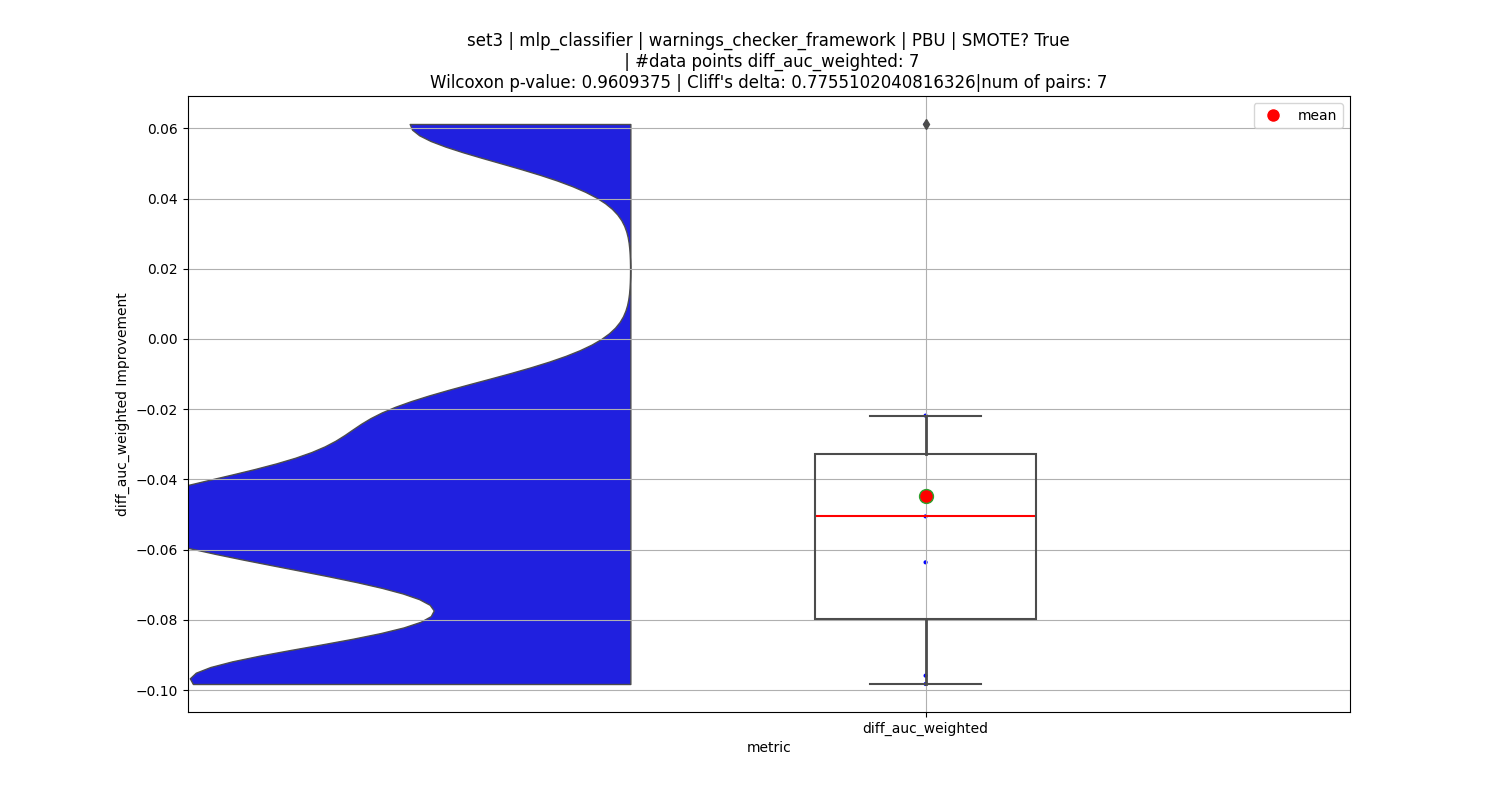 set3 | mlp_classifier | warnings_checker_framework | PBU | SMOTE? True
| #data points diff_auc_weighted: 7
Wilcoxon p-value: 0.9609375 | Cliff's delta: 0.7755102040816326|num of pairs: 7
mean
0.06
0.04
0.02
0.00
−0.02
−0.04
−0.06
−0.08
−0.10
diff_auc_weighted Improvement
diff_auc_weighted
metric